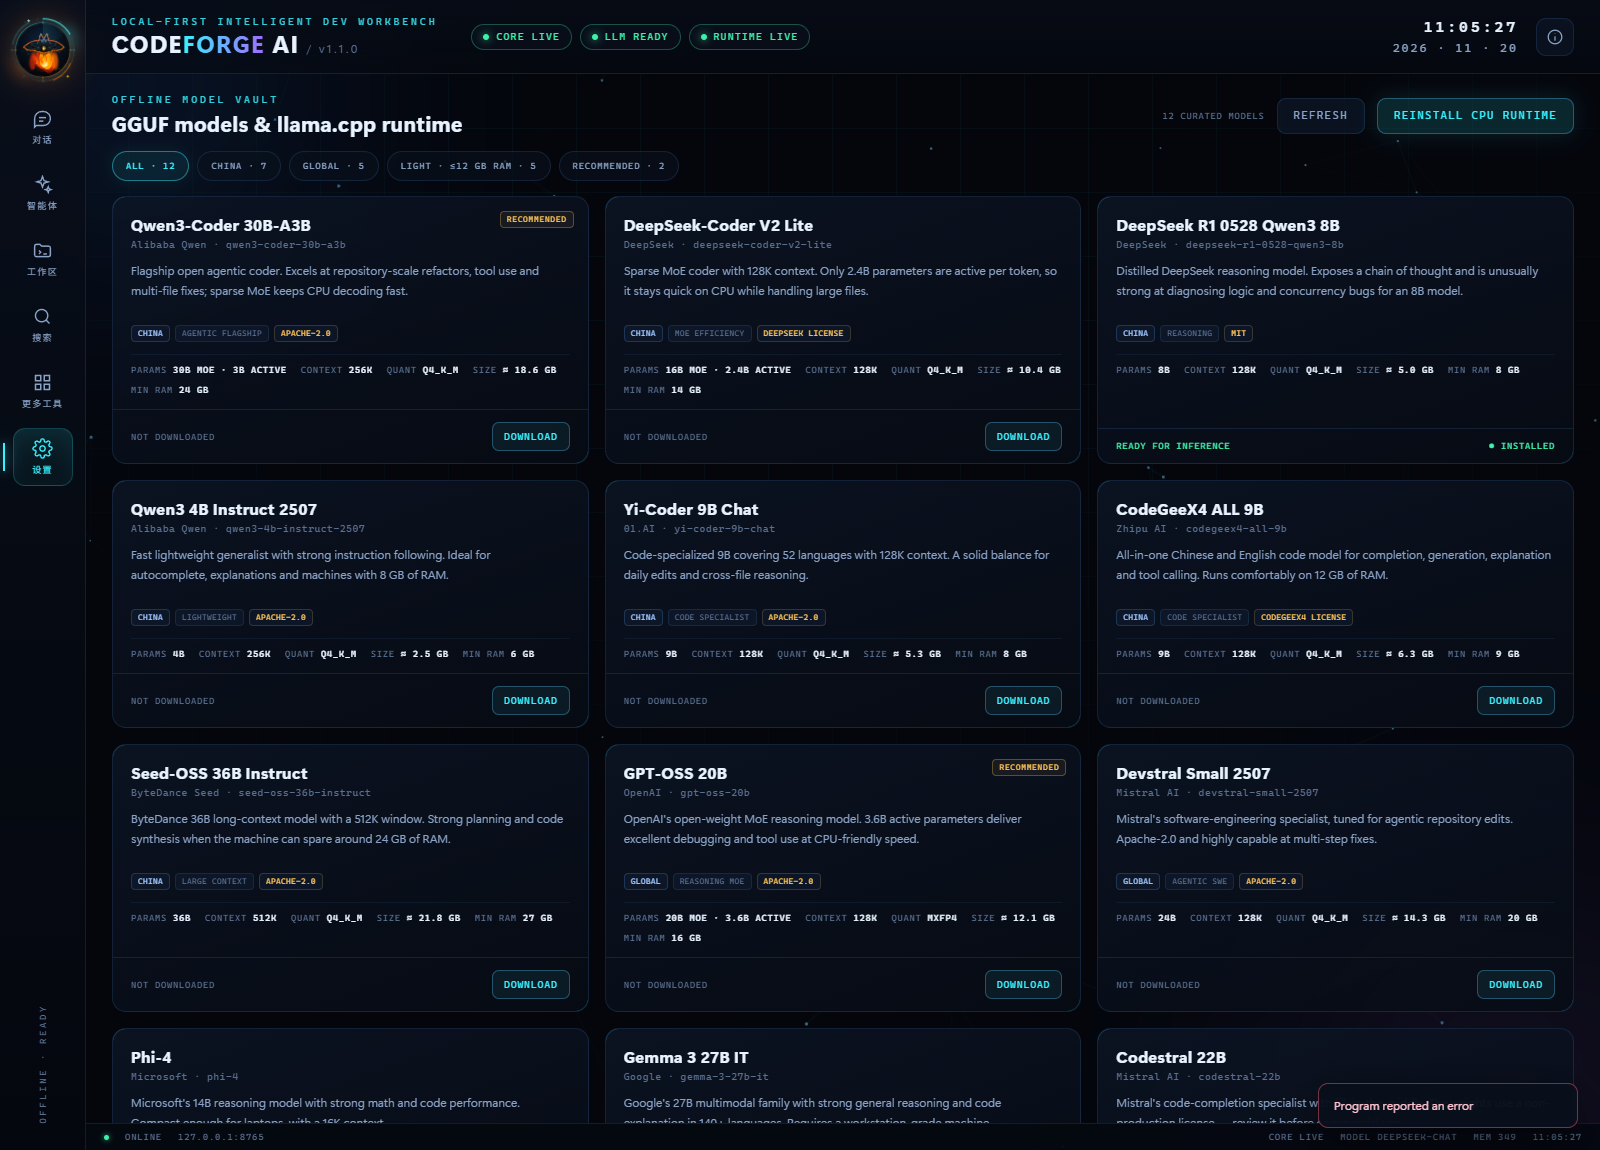 LOCAL-FIRST INTELLIGENT DEV WORKBENCH
CODEFORGE AI / v1.1.0
CORE LIVE
LLM READY
RUNTIME LIVE
11:05:27
2026 · 11 · 20
对话
智能体
工作区
搜索
更多工具
设置
OFFLINE · READY
OFFLINE MODEL VAULT
GGUF models & llama.cpp runtime
12 CURATED MODELS
REFRESH
REINSTALL CPU RUNTIME
ALL · 12
CHINA · 7
GLOBAL · 5
LIGHT · ≤12 GB RAM · 5
RECOMMENDED · 2
Qwen3-Coder 30B-A3B
RECOMMENDED
Alibaba Qwen · qwen3-coder-30b-a3b
Flagship open agentic coder. Excels at repository-scale refactors, tool use and
multi-file fixes; sparse MoE keeps CPU decoding fast.
CHINA
AGENTIC FLAGSHIP
APACHE-2.0
PARAMS 30B MOE · 3B ACTIVE CONTEXT 256K QUANT Q4_K_M SIZE ≈ 18.6 GB
MIN RAM 24 GB
NOT DOWNLOADED
DOWNLOAD
DeepSeek-Coder V2 Lite
DeepSeek · deepseek-coder-v2-lite
Sparse MoE coder with 128K context. Only 2.4B parameters are active per token, so
it stays quick on CPU while handling large files.
CHINA
MOE EFFICIENCY
DEEPSEEK LICENSE
PARAMS 16B MOE · 2.4B ACTIVE CONTEXT 128K QUANT Q4_K_M SIZE ≈ 10.4 GB
MIN RAM 14 GB
NOT DOWNLOADED
DOWNLOAD
DeepSeek R1 0528 Qwen3 8B
DeepSeek · deepseek-r1-0528-qwen3-8b
Distilled DeepSeek reasoning model. Exposes a chain of thought and is unusually
strong at diagnosing logic and concurrency bugs for an 8B model.
CHINA
REASONING
MIT
PARAMS 8B CONTEXT 128K QUANT Q4_K_M SIZE ≈ 5.0 GB MIN RAM 8 GB
READY FOR INFERENCE
INSTALLED
Qwen3 4B Instruct 2507
Alibaba Qwen · qwen3-4b-instruct-2507
Fast lightweight generalist with strong instruction following. Ideal for
autocomplete, explanations and machines with 8 GB of RAM.
CHINA
LIGHTWEIGHT
APACHE-2.0
PARAMS 4B CONTEXT 256K QUANT Q4_K_M SIZE ≈ 2.5 GB MIN RAM 6 GB
NOT DOWNLOADED
DOWNLOAD
Yi-Coder 9B Chat
01.AI · yi-coder-9b-chat
Code-specialized 9B covering 52 languages with 128K context. A solid balance for
daily edits and cross-file reasoning.
CHINA
CODE SPECIALIST
APACHE-2.0
PARAMS 9B CONTEXT 128K QUANT Q4_K_M SIZE ≈ 5.3 GB MIN RAM 8 GB
NOT DOWNLOADED
DOWNLOAD
CodeGeeX4 ALL 9B
Zhipu AI · codegeex4-all-9b
All-in-one Chinese and English code model for completion, generation, explanation
and tool calling. Runs comfortably on 12 GB of RAM.
CHINA
CODE SPECIALIST
CODEGEEX4 LICENSE
PARAMS 9B CONTEXT 128K QUANT Q4_K_M SIZE ≈ 6.3 GB MIN RAM 9 GB
NOT DOWNLOADED
DOWNLOAD
Seed-OSS 36B Instruct
ByteDance Seed · seed-oss-36b-instruct
ByteDance 36B long-context model with a 512K window. Strong planning and code
synthesis when the machine can spare around 24 GB of RAM.
CHINA
LARGE CONTEXT
APACHE-2.0
PARAMS 36B CONTEXT 512K QUANT Q4_K_M SIZE ≈ 21.8 GB MIN RAM 27 GB
NOT DOWNLOADED
DOWNLOAD
GPT-OSS 20B
RECOMMENDED
OpenAI · gpt-oss-20b
OpenAI's open-weight MoE reasoning model. 3.6B active parameters deliver
excellent debugging and tool use at CPU-friendly speed.
GLOBAL
REASONING MOE
APACHE-2.0
PARAMS 20B MOE · 3.6B ACTIVE CONTEXT 128K QUANT MXFP4 SIZE ≈ 12.1 GB
MIN RAM 16 GB
NOT DOWNLOADED
DOWNLOAD
Devstral Small 2507
Mistral AI · devstral-small-2507
Mistral's software-engineering specialist, tuned for agentic repository edits.
Apache-2.0 and highly capable at multi-step fixes.
GLOBAL
AGENTIC SWE
APACHE-2.0
PARAMS 24B CONTEXT 128K QUANT Q4_K_M SIZE ≈ 14.3 GB MIN RAM 20 GB
NOT DOWNLOADED
DOWNLOAD
Phi-4
Microsoft · phi-4
Microsoft's 14B reasoning model with strong math and code performance.
Compact enough for laptops, with a 16K context.
Gemma 3 27B IT
Google · gemma-3-27b-it
Google's 27B multimodal family with strong general reasoning and code
explanation in 140+ languages. Requires a workstation-grade machine.
Codestral 22B
Mistral AI · codestral-22b
Mistral's code-completion specialist
production license — review it before
Program reported an error
ONLINE 127.0.0.1:8765
CORE LIVE MODEL DEEPSEEK-CHAT MEM 349 11:05:27